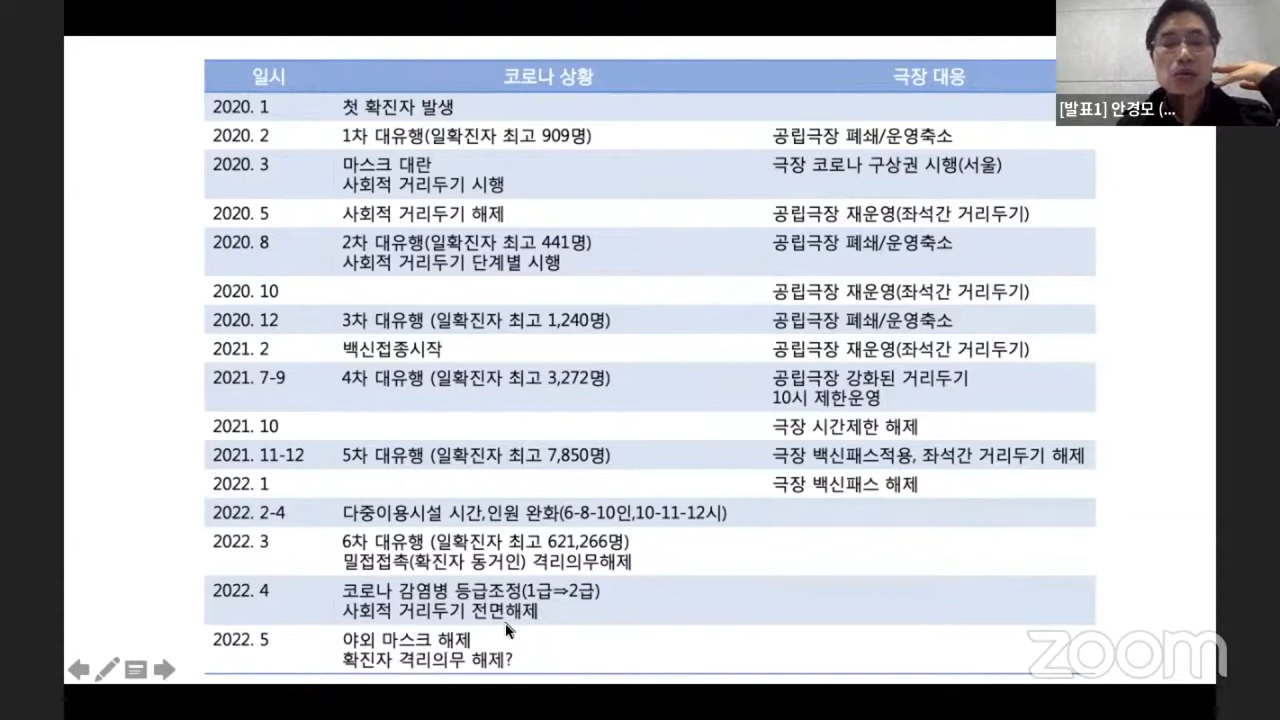 일시 코로나 상황 극장 대응
2020. 1 첫 확진자 발생
2020. 2 1차 대유행(일확진자 최고 909명) 공립극장 폐쇄/운영축소
2020. 3 마스크 대란 극장 코로나 구상권 시행(서울)
사회적 거리두기 시행
2020. 5 사회적 거리두기 해제 공립극장 재운영(좌석간 거리두기)
2020. 8 2차 대유행(일확진자 최고 441명) 공립극장 폐쇄/운영축소
사회적 거리두기 단계별 시행
2020. 10 공립극장 재운영(좌석간 거리두기)
2020. 12 3차 대유행 (일확진자 최고 1,240명) 공립극장 폐쇄/운영축소
2021. 2 백신접종시작 공립극장 재운영(좌석간 거리두기)
2021. 7-9 4차 대유행 (일확진자 최고 3,272명) 공립극장 강화된 거리두기
10시 제한운영
2021. 10 극장 시간제한 해제
2021. 11-12 5차 대유행 (일확진자 최고 7,850명) 극장 백신패스적용, 좌석간 거리두기 해제
2022. 1 극장 백신패스 해제
2022. 2-4 다중이용시설 시간,인원 완화(6-8-10인,10-11-12시)
2022. 3 6차 대유행 (일확진자 최고 621,266명)
밀접접촉(확진자 동거인) 격리의무해제
2022. 4 코로나 감염병 등급조정(1급⇒2급)
사회적 거리두기 전면해제
2022. 5 야외 마스크 해제
확진자 격리의무 해제?
[발표1] 안경모 (...
zoom